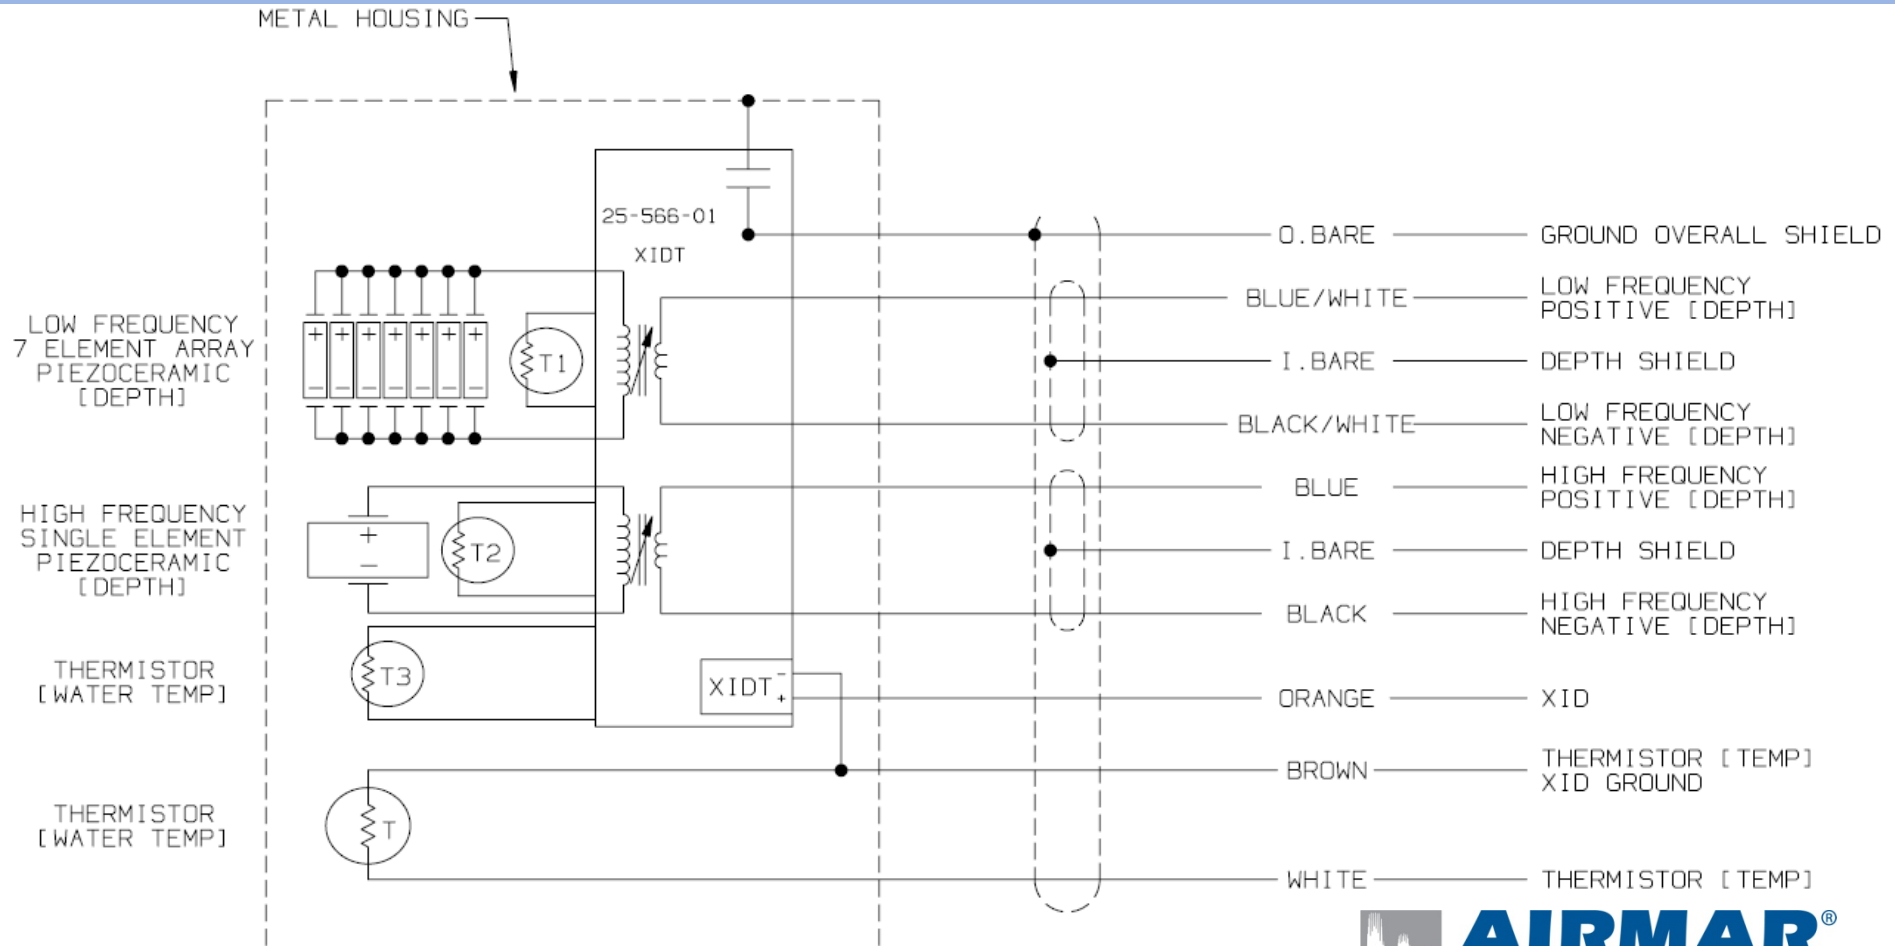 METAL HOUSING
25-566-01
XIDT
LOW FREQUENCY
7 ELEMENT ARRAY
PIEZOCERAMIC
[DEPTH]
+ + + + + + +
T1
- - - - - - -
O.BARE GROUND OVERALL SHIELD
BLUE/WHITE LOW FREQUENCY
POSITIVE [DEPTH]
I.BARE DEPTH SHIELD
BLACK/WHITE LOW FREQUENCY
NEGATIVE [DEPTH]
HIGH FREQUENCY
SINGLE ELEMENT
PIEZOCERAMIC
[DEPTH]
+
-
T2
BLUE HIGH FREQUENCY
POSITIVE [DEPTH]
I.BARE DEPTH SHIELD
BLACK HIGH FREQUENCY
NEGATIVE [DEPTH]
THERMISTOR
[WATER TEMP]
T3
XIDT - +
ORANGE XID
BROWN THERMISTOR [TEMP]
XID GROUND
THERMISTOR
[WATER TEMP]
T
WHITE THERMISTOR [TEMP]
AIRMAR®